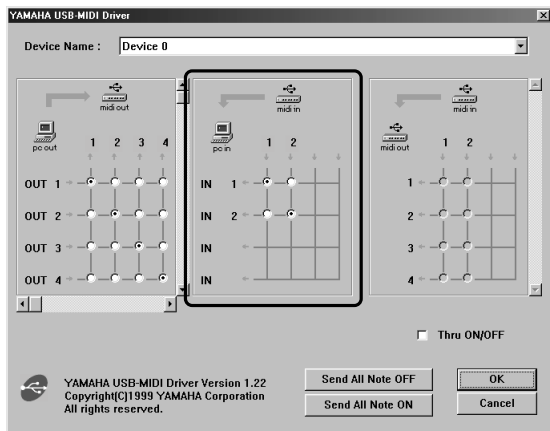 YAMAHA USB-MIDI Driver
Device Name : Device 0
midi out
pc out 1 2 3 4
OUT 1
OUT 2
OUT 3
OUT 4
midi in
pc in 1 2
IN 1
IN 2
IN
IN
midi in
midi out 1 2
1
2
3
4
Thru ON/OFF
YAMAHA USB-MIDI Driver Version 1.22
Copyright(C)1999 YAMAHA Corporation
All rights reserved.
Send All Note OFF
OK
Send All Note ON
Cancel